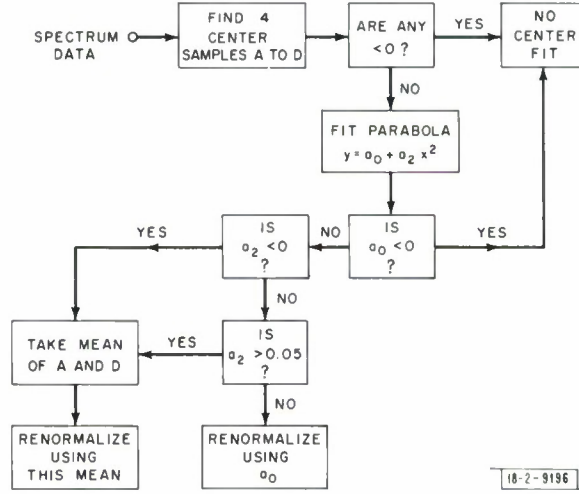 SPECTRUM
DATA
FIND 4
CENTER
SAMPLES A TO D
ARE ANY
<0?
YES
NO
CENTER
FIT
NO
FIT PARABOLA
y = a₀ + a₂ x²
IS
a₀ < 0
?
YES
NO
IS
a₂ < 0
?
YES
NO
IS
a₂ > 0.05
?
YES
TAKE MEAN
OF A AND D
NO
RENORMALIZE
USING
THIS MEAN
RENORMALIZE
USING
a₀
18-2-9196